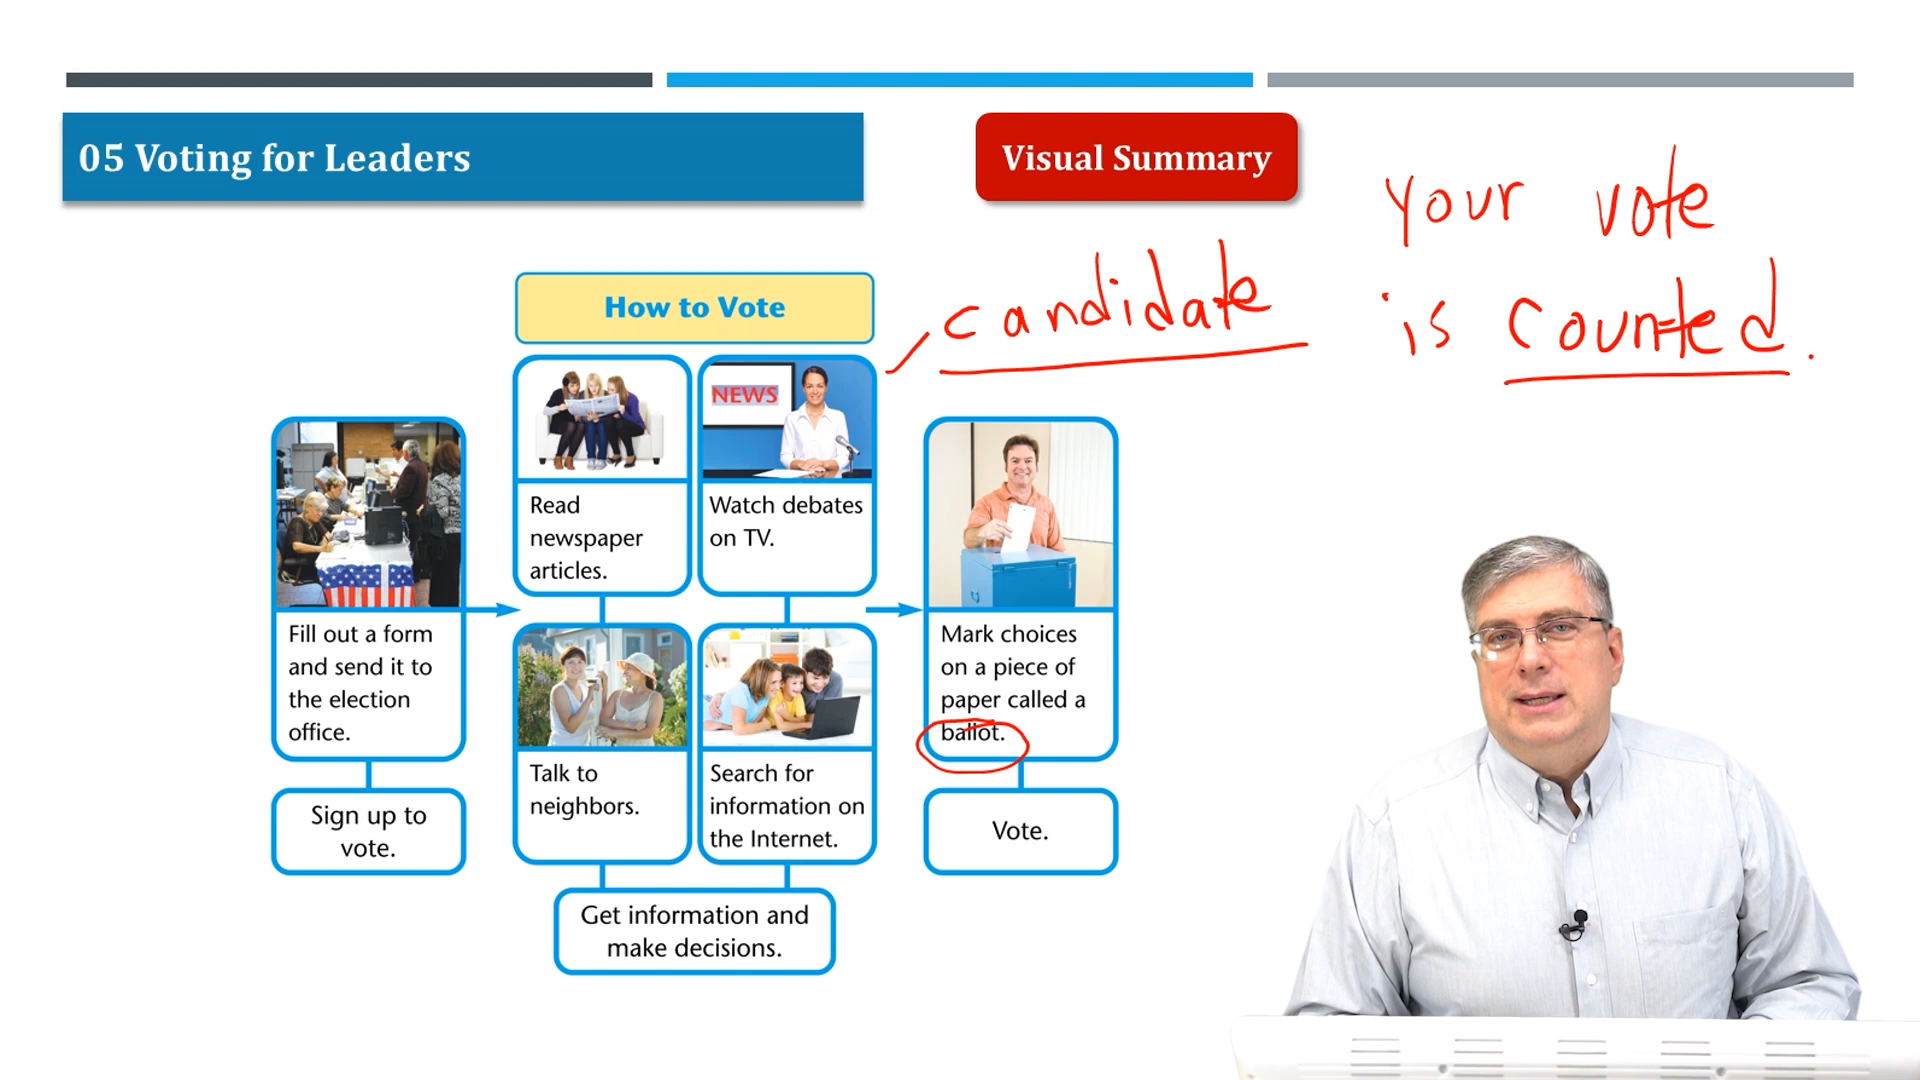 05 Voting for Leaders
Visual Summary
your vote
is counted.
candidate
How to Vote
NEWS
Read
newspaper
articles.
Watch debates
on TV.
Fill out a form
and send it to
the election
office.
Talk to
neighbors.
Search for
information on
the Internet.
Mark choices
on a piece of
paper called a
ballot.
Sign up to
vote.
Get information and
make decisions.
Vote.